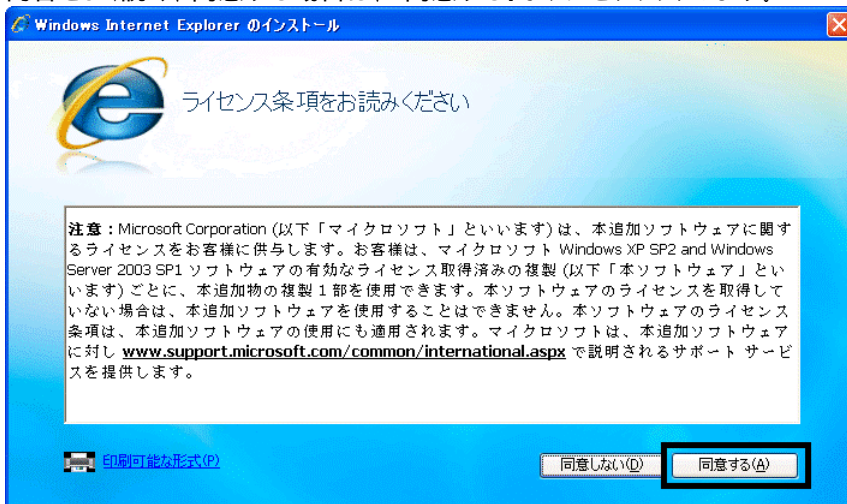 Windows Internet Explorer のインストール
ライセンス条項をお読みください
注意：Microsoft Corporation (以下「マイクロソフト」といいます) は、本追加ソフトウェアに関す
るライセンスをお客様に供与します。お客様は、マイクロソフト Windows XP SP2 and Windows
Server 2003 SP1 ソフトウェアの有効なライセンス取得済みの複製 (以下「本ソフトウェア」とい
います) ごとに、本追加物の複製 1 部を使用できます。本ソフトウェアのライセンスを取得して
いない場合は、本追加ソフトウェアを使用することはできません。本ソフトウェアのライセンス
条項は、本追加ソフトウェアの使用にも適用されます。マイクロソフトは、本追加ソフトウェア
に対し www.support.microsoft.com/common/international.aspx で説明されるサポート サービ
スを提供します。
印刷可能な形式(P)
同意しない(D)
同意する(A)